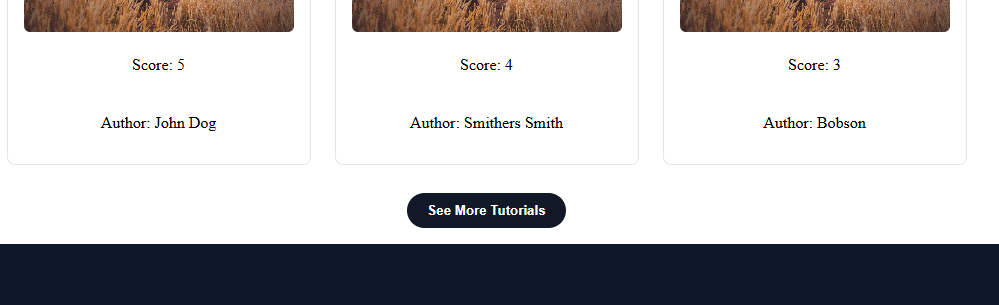 Score: 5
Score: 4
Score: 3
Author: John Dog
Author: Smithers Smith
Author: Bobson
See More Tutorials